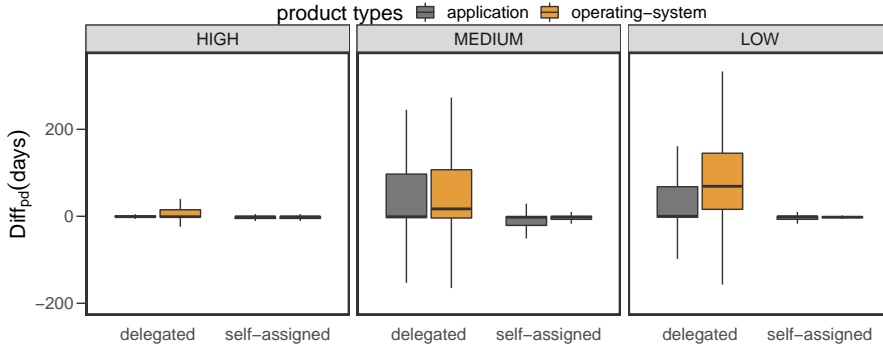 product types application operating−system
HIGH MEDIUM LOW
Diffpd(days)
200
0
−200
delegated self−assigned delegated self−assigned delegated self−assigned